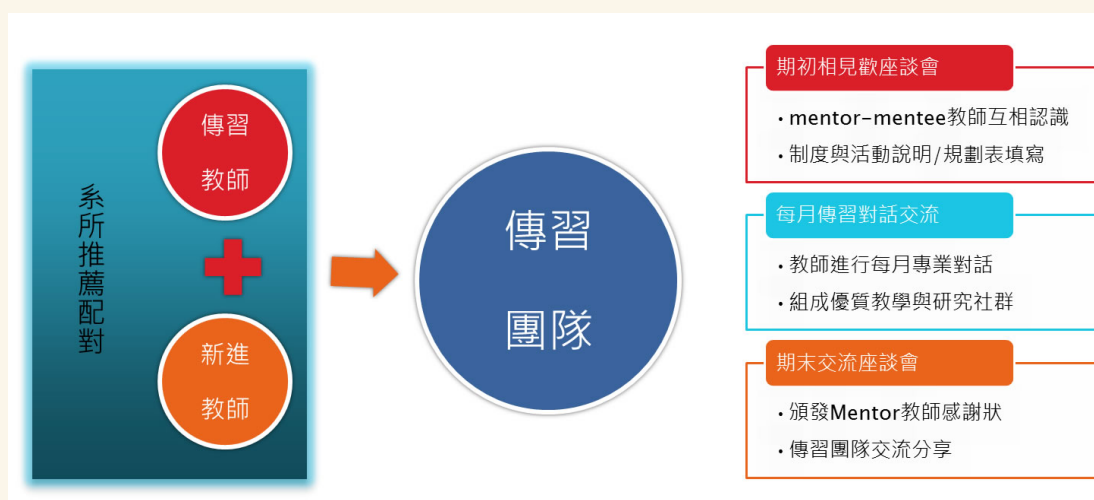 系所推薦配對
傳習
教師
新進
教師
傳習
團隊
期初相見歡座談會
•mentor-mentee教師互相認識
•制度與活動說明/規劃表填寫
每月傳習對話交流
•教師進行每月專業對話
•組成優質教學與研究社群
期末交流座談會
•頒發Mentor教師感謝狀
•傳習團隊交流分享